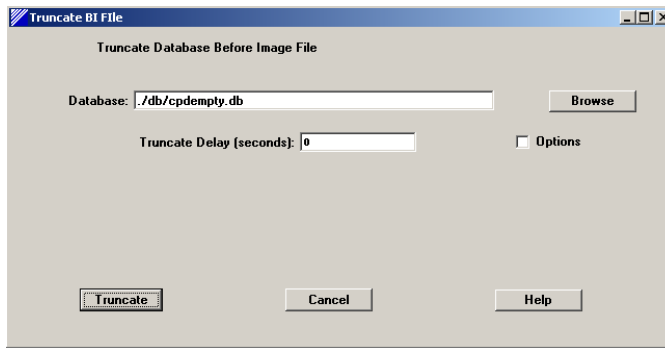 Truncate BI FIle
Truncate Database Before Image File
Database: ./db/cpdempty.db Browse
Truncate Delay (seconds): 0 Options
Truncate Cancel Help